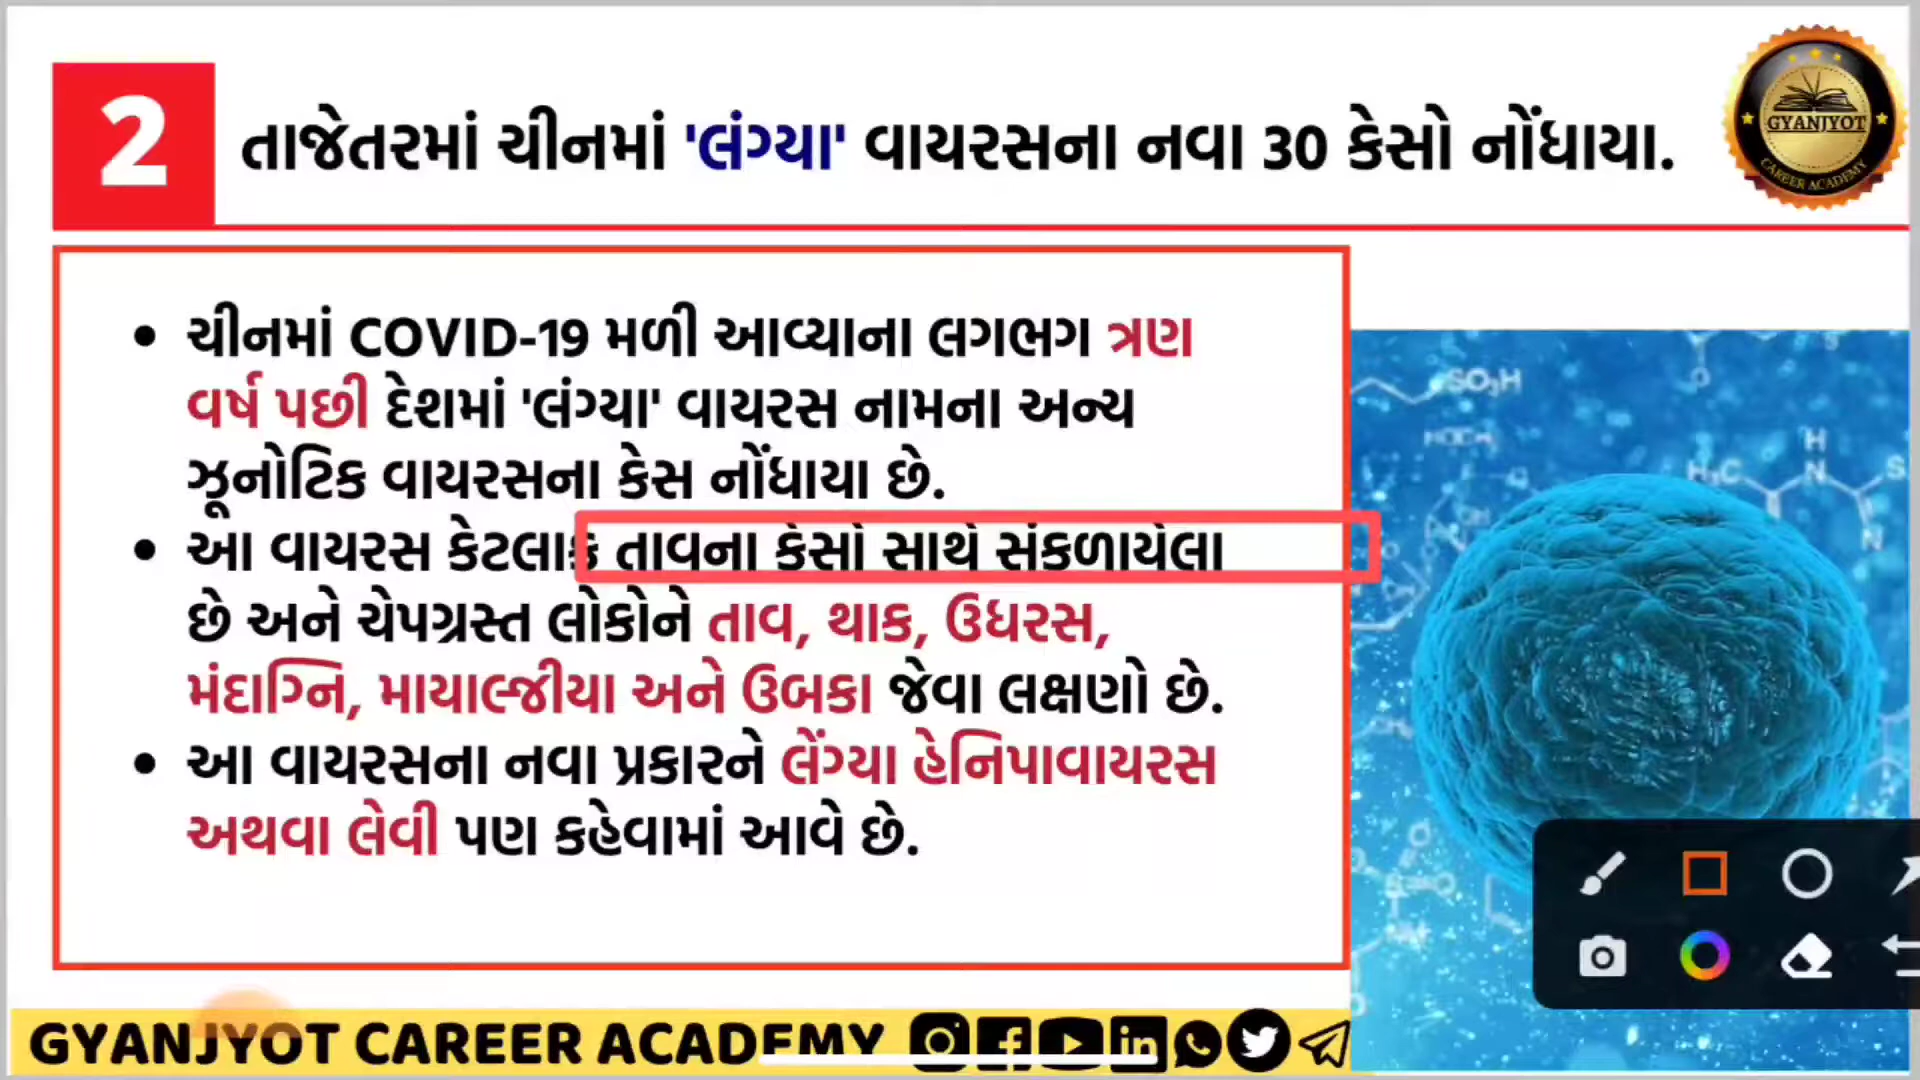 2
તાજેતરમાં ચીનમાં 'લંગ્યા' વાયરસના નવા 30 કેસો નોંધાયા.
GYANJYOT
CAREER ACADEMY
• ચીનમાં COVID-19 મળી આવ્યાના લગભગ ત્રણ
વર્ષ પછી દેશમાં 'લંગ્યા' વાયરસ નામના અન્ય
ઝૂનોટિક વાયરસના કેસ નોંધાયા છે.
• આ વાયરસ કેટલાક તાવના કેસો સાથે સંકળાયેલા
છે અને ચેપગ્રસ્ત લોકોને તાવ, થાક, ઉધરસ,
મંદાગ્નિ, માયાલ્જીયા અને ઉબકા જેવા લક્ષણો છે.
• આ વાયરસના નવા પ્રકારને લેંગ્યા હેનિપાવાયરસ
અથવા લેવી પણ કહેવામાં આવે છે.
SO₃H
H
N
H₃C
S
N
GYANJYOT CAREER ACADEMY